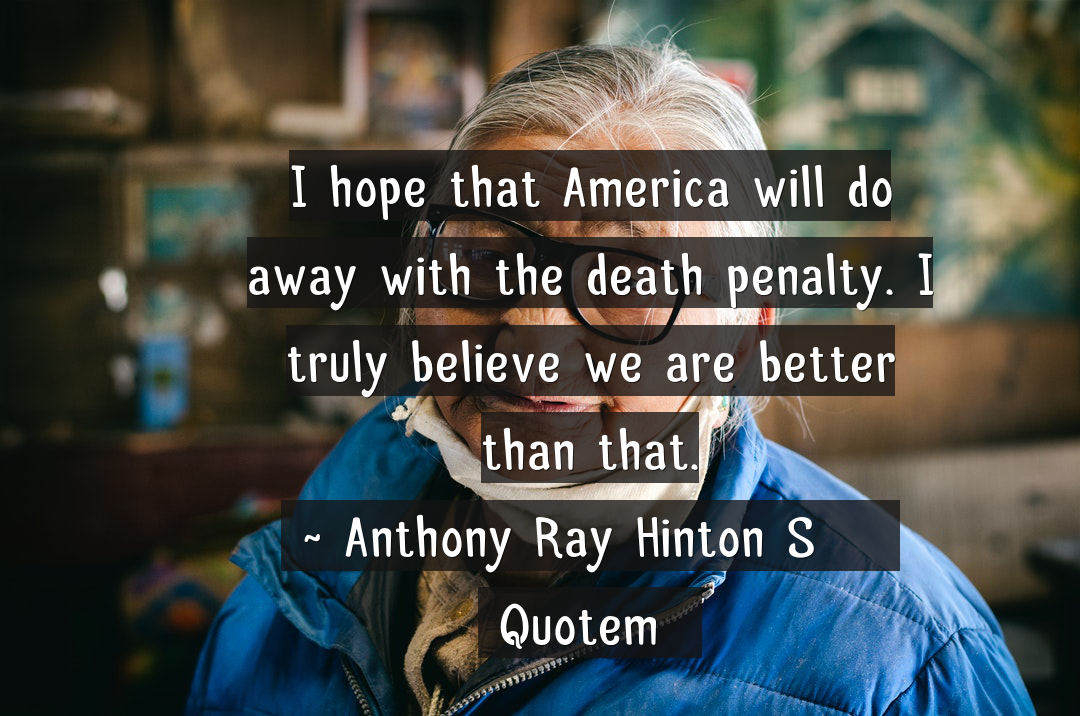 I hope that America will do
away with the death penalty. I
truly believe we are better
than that.
~ Anthony Ray Hinton S
Quotem